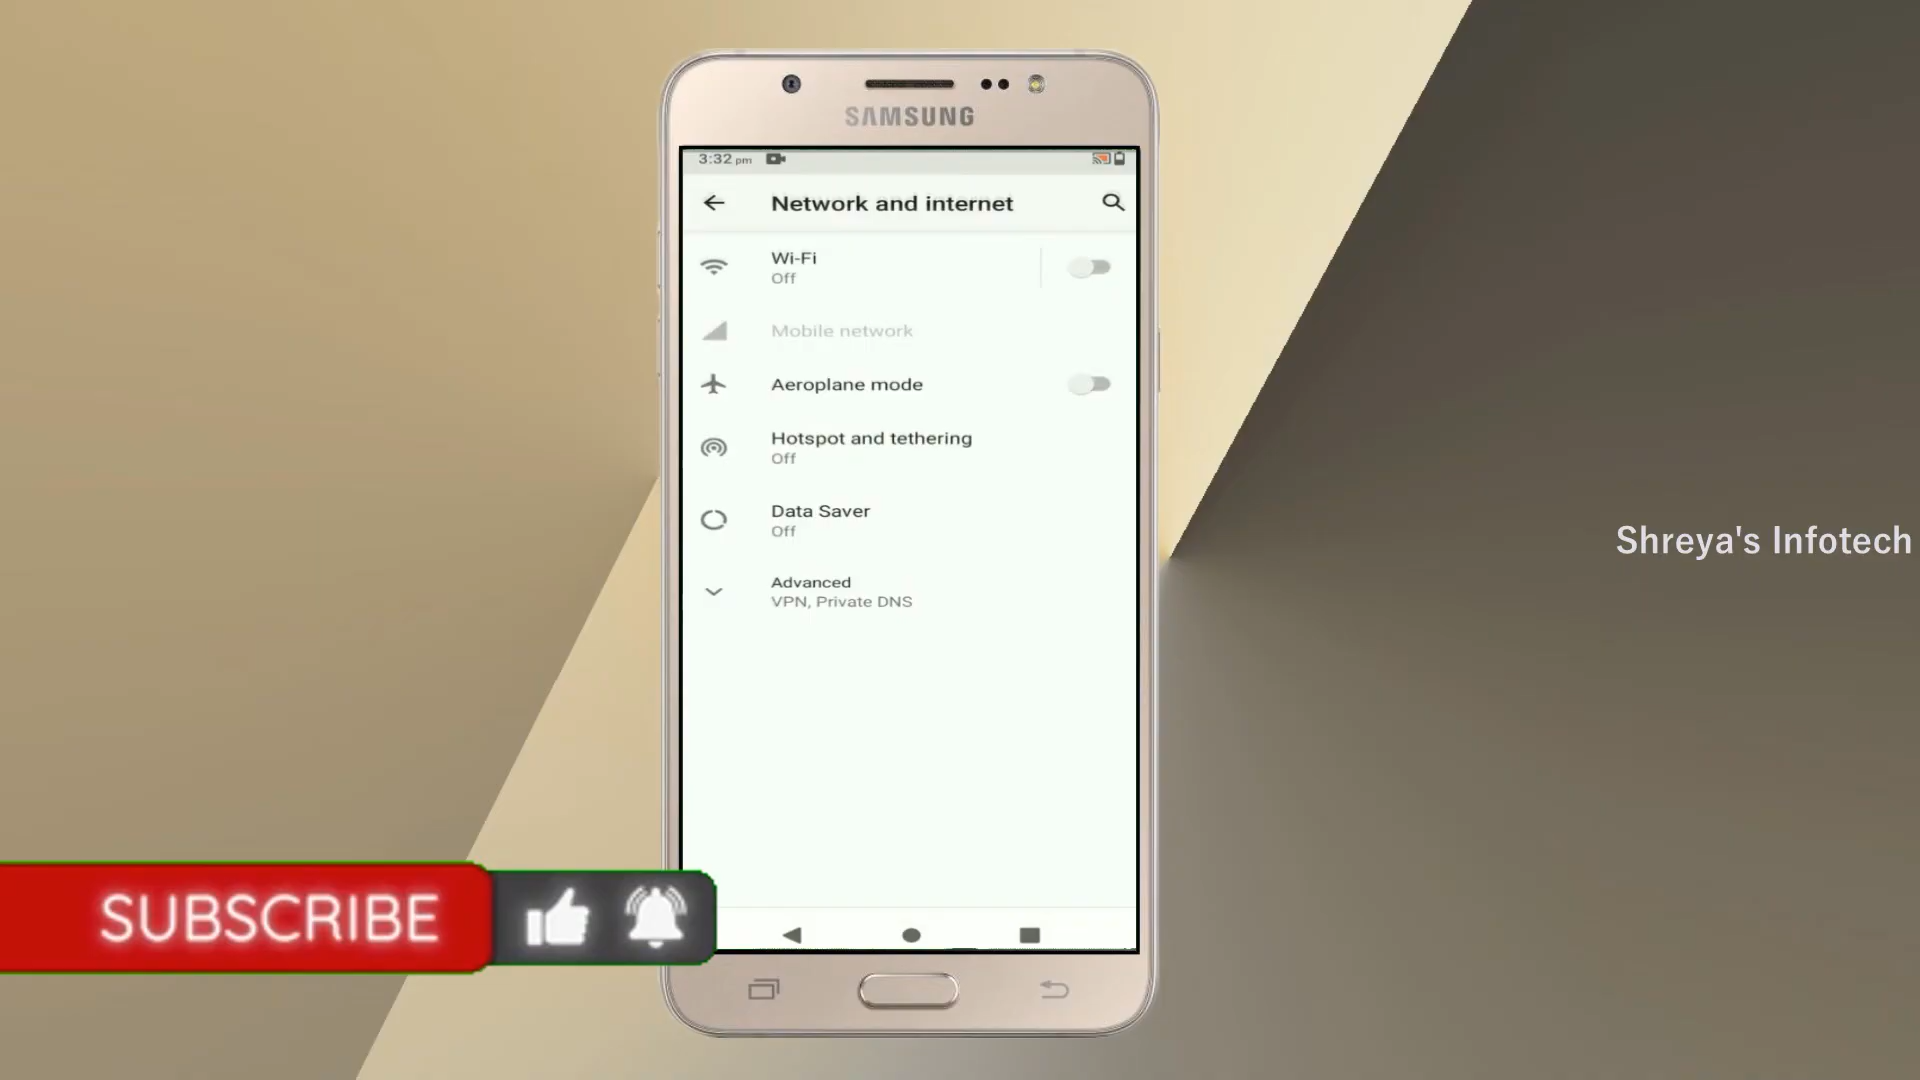 SAMSUNG
3:32 pm
Network and internet
Wi-Fi
Off
Mobile network
Aeroplane mode
Hotspot and tethering
Off
Data Saver
Off
Advanced
VPN, Private DNS
Shreya's Infotech
SUBSCRIBE